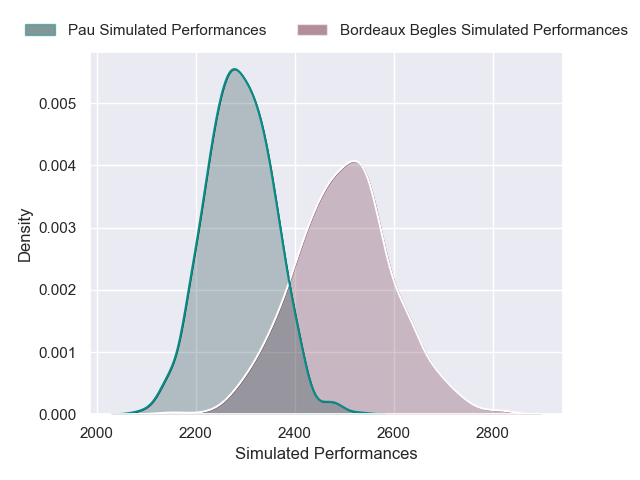 Pau Simulated Performances Bordeaux Begles Simulated Performances
0.005
0.004
0.003
0.002
0.001
0.000
Density
2000 2200 2400 2600 2800
Simulated Performances